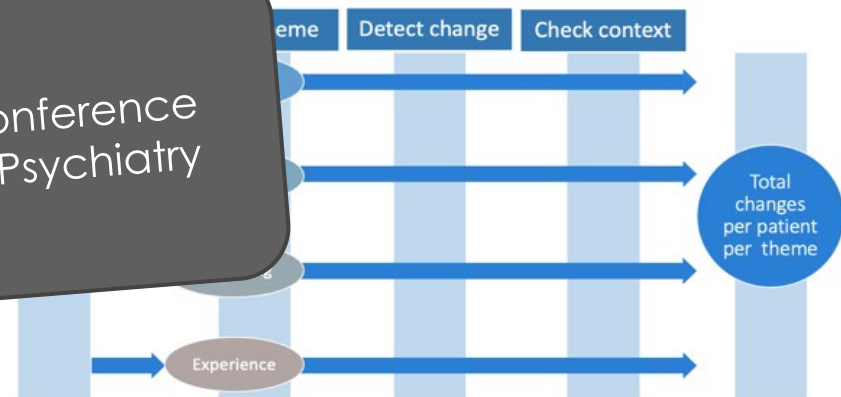 eme
Detect change
Check context
onference
Psychiatry
Total
changes
per patient
per theme
g
Experience